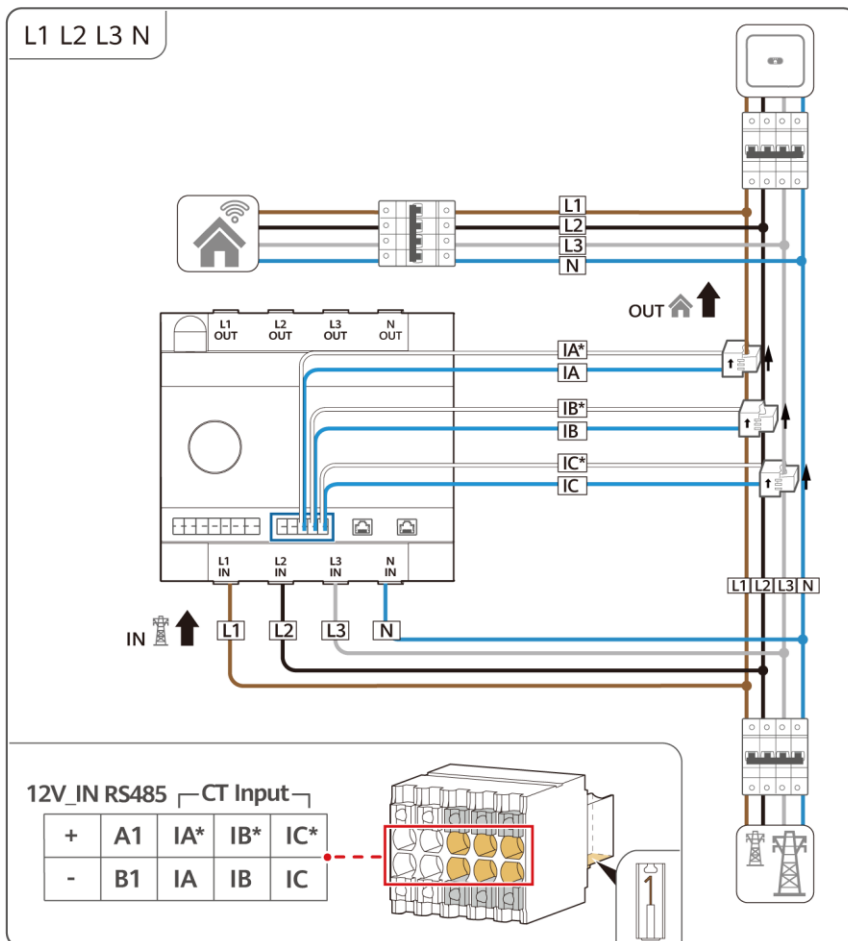 L1 L2 L3 N
L1
L2
L3
N
OUT
L1 OUT
L2 OUT
L3 OUT
N OUT
IA*
IA
IB*
IB
IC*
IC
L1 IN
L2 IN
L3 IN
N IN
L1 L2 L3 N
IN
L1
L2
L3
N
12V_IN RS485 CT Input
+ A1 IA* IB* IC*
- B1 IA IB IC
1